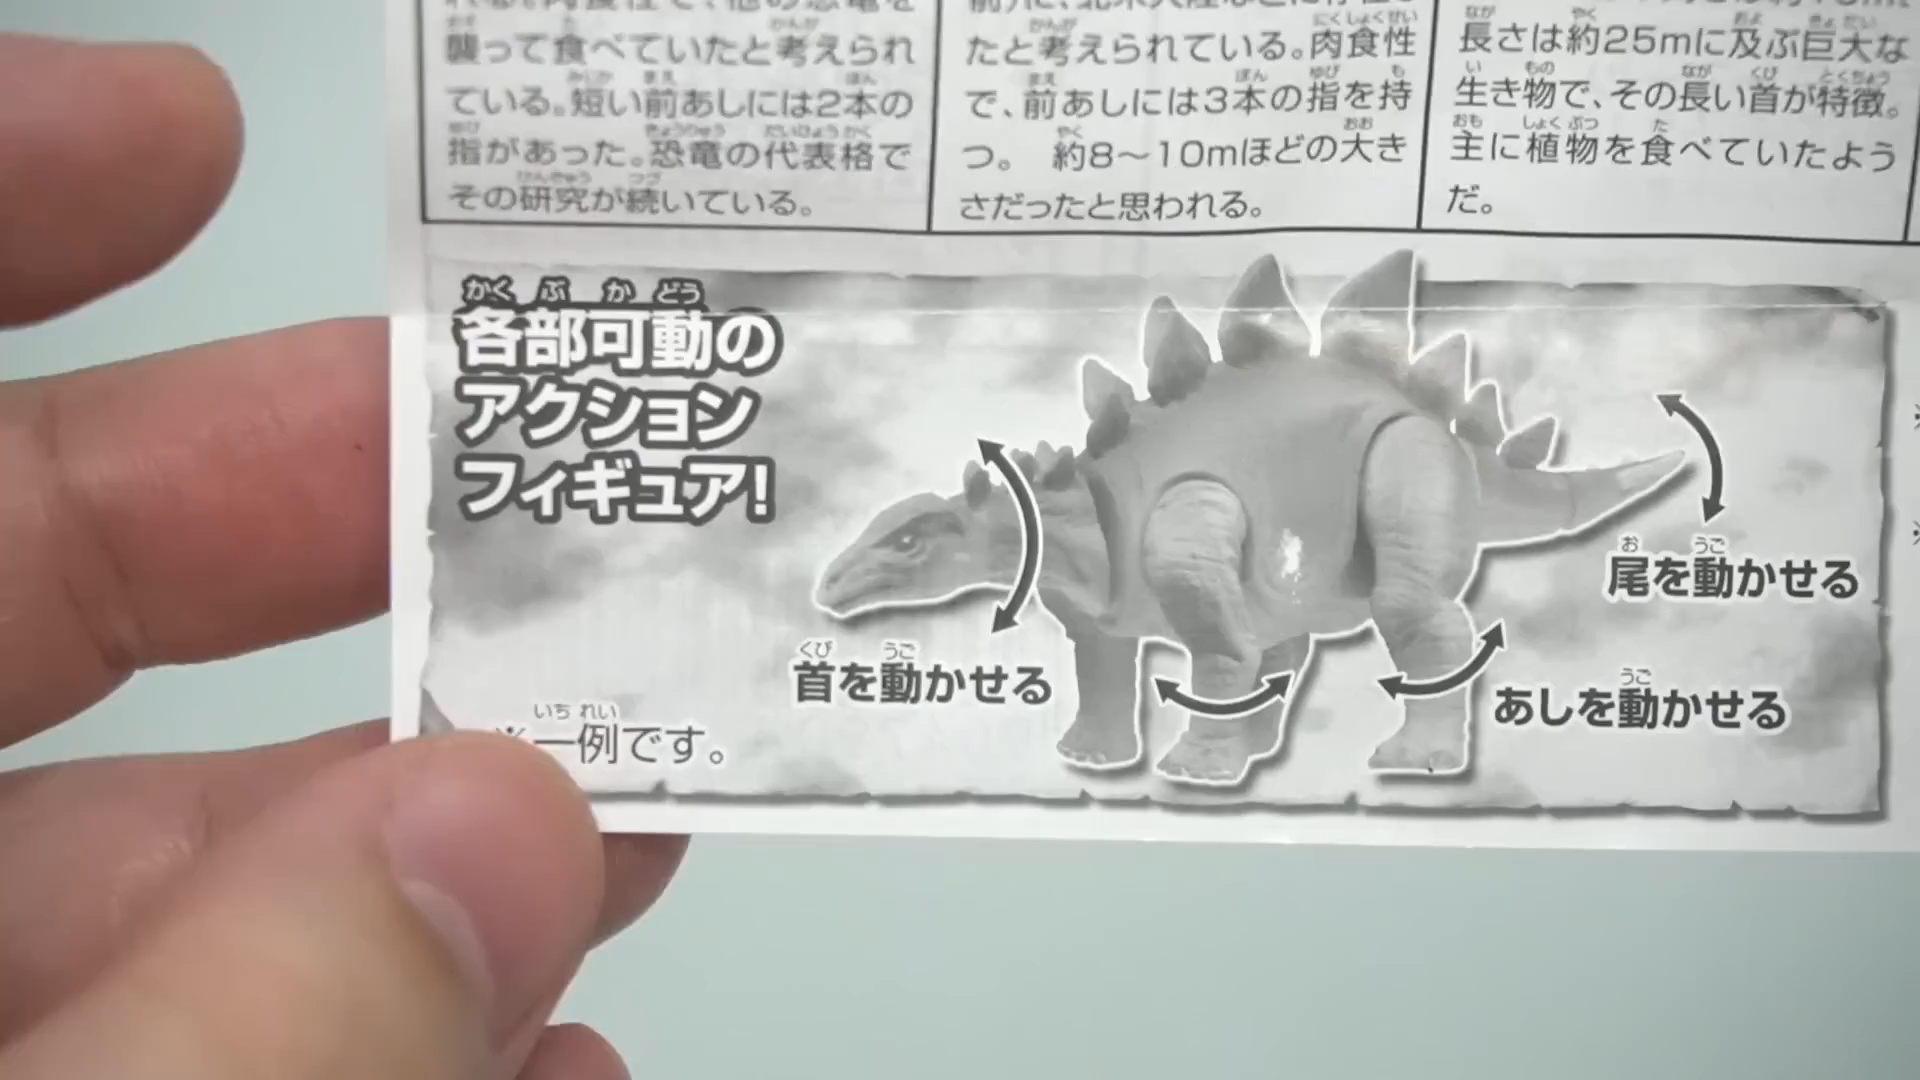 襲って食べていたと考えられ
ている。短い前あしには2本の
指があった。恐竜の代表格で
その研究が続いている。
たと考えられている。肉食性
で、前あしには3本の指を持
つ。 約8〜10mほどの大き
さだったと思われる。
長さは約25mに及ぶ巨大な
生き物で、その長い首が特徴。
主に植物を食べていたよう
だ。
かくぶかどう
各部可動の
アクション
フィギュア!
おうご
尾を動かせる
くびうご
首を動かせる
うご
あしを動かせる
いちれい
※一例です。